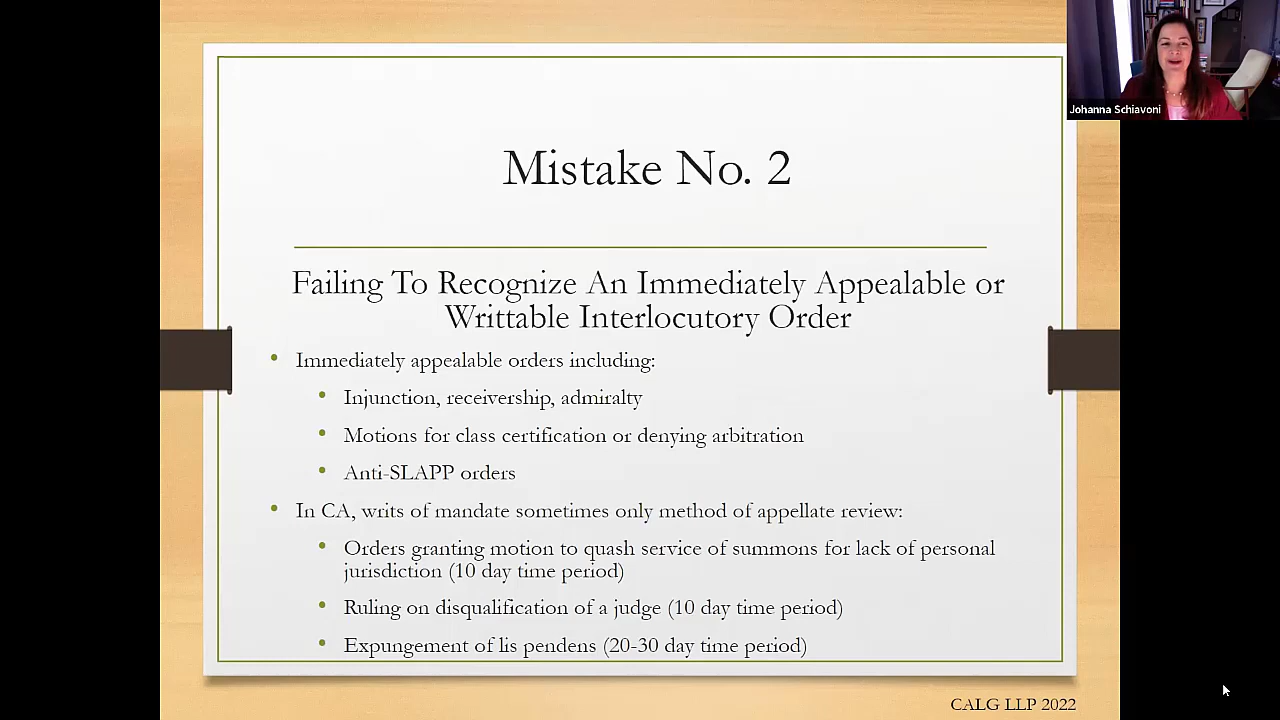 Johanna Schiavoni
Mistake No. 2
Failing To Recognize An Immediately Appealable or
Writtable Interlocutory Order
• Immediately appealable orders including:
• Injunction, receivership, admiralty
• Motions for class certification or denying arbitration
• Anti-SLAPP orders
• In CA, writs of mandate sometimes only method of appellate review:
• Orders granting motion to quash service of summons for lack of personal
jurisdiction (10 day time period)
• Ruling on disqualification of a judge (10 day time period)
• Expungement of lis pendens (20-30 day time period)
CALG LLP 2022